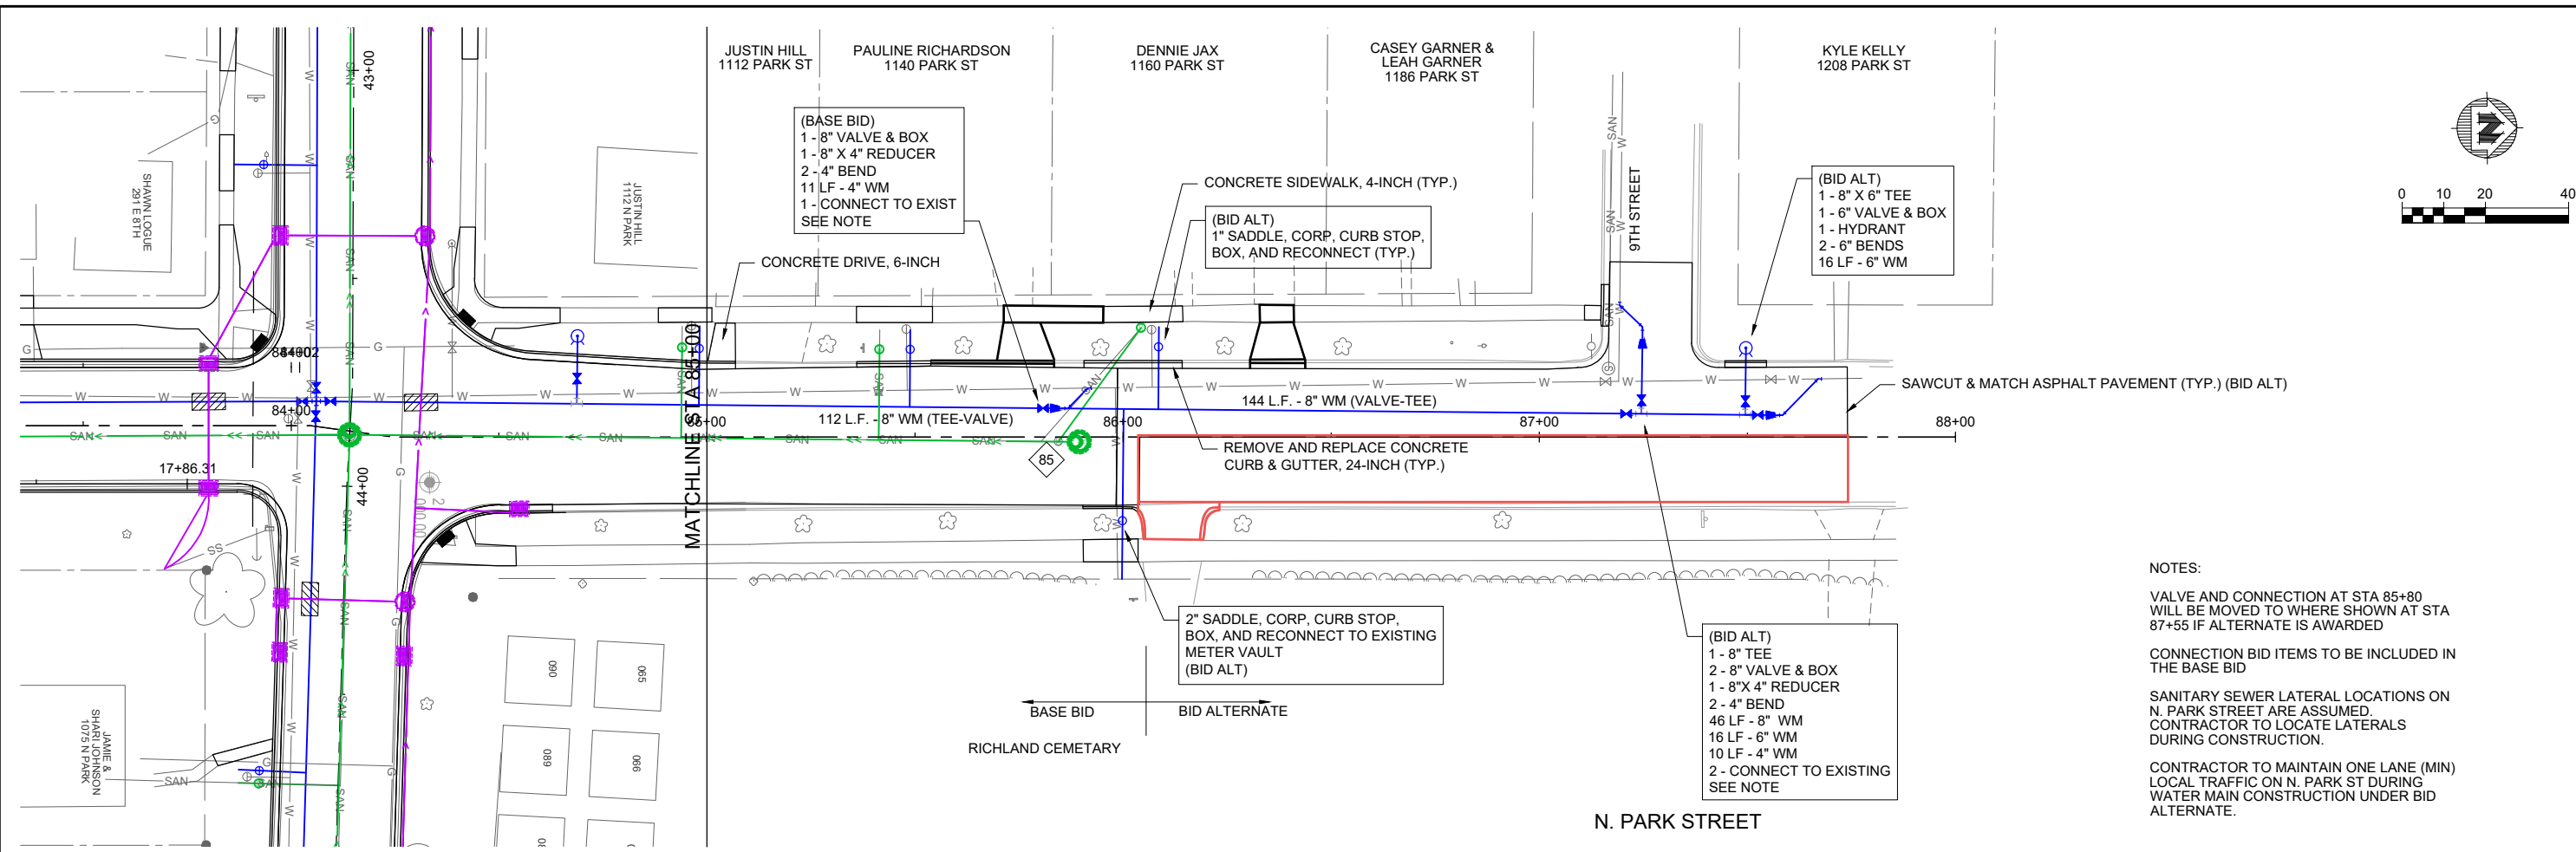 JUSTIN HILL
1112 PARK ST
PAULINE RICHARDSON
1140 PARK ST
DENNIE JAX
1160 PARK ST
CASEY GARNER &
LEAH GARNER
1186 PARK ST
KYLE KELLY
1208 PARK ST
(BASE BID)
1 - 8" VALVE & BOX
1 - 8" X 4" REDUCER
2 - 4" BEND
11 LF - 4" WM
1 - CONNECT TO EXIST
SEE NOTE
CONCRETE DRIVE, 6-INCH
CONCRETE SIDEWALK, 4-INCH (TYP.)
(BID ALT)
1" SADDLE, CORP, CURB STOP,
BOX, AND RECONNECT (TYP.)
9TH STREET
(BID ALT)
1 - 8" X 6" TEE
1 - 6" VALVE & BOX
1 - HYDRANT
2 - 6" BENDS
16 LF - 6" WM
N
0 10 20 40
SHAWN LOGUE
291 E 8TH
JUSTIN HILL
1112 N PARK
43+00
44+00
84+00
17+86.31
MATCHLINE STA 85+00
85+00
112 L.F. - 8" WM (TEE-VALVE)
86+00
144 L.F. - 8" WM (VALVE-TEE)
87+00
88+00
85
SAWCUT & MATCH ASPHALT PAVEMENT (TYP.) (BID ALT)
REMOVE AND REPLACE CONCRETE
CURB & GUTTER, 24-INCH (TYP.)
2" SADDLE, CORP, CURB STOP,
BOX, AND RECONNECT TO EXISTING
METER VAULT
(BID ALT)
BASE BID
BID ALTERNATE
RICHLAND CEMETARY
(BID ALT)
1 - 8" TEE
2 - 8" VALVE & BOX
1 - 8"X 4" REDUCER
2 - 4" BEND
46 LF - 8" WM
16 LF - 6" WM
10 LF - 4" WM
2 - CONNECT TO EXISTING
SEE NOTE
N. PARK STREET
JAMIE &
SHARI JOHNSON
1075 N PARK
090
065
089
066
NOTES:
VALVE AND CONNECTION AT STA 85+80
WILL BE MOVED TO WHERE SHOWN AT STA
87+55 IF ALTERNATE IS AWARDED
CONNECTION BID ITEMS TO BE INCLUDED IN
THE BASE BID
SANITARY SEWER LATERAL LOCATIONS ON
N. PARK STREET ARE ASSUMED.
CONTRACTOR TO LOCATE LATERALS
DURING CONSTRUCTION.
CONTRACTOR TO MAINTAIN ONE LANE (MIN)
LOCAL TRAFFIC ON N. PARK ST DURING
WATER MAIN CONSTRUCTION UNDER BID
ALTERNATE.